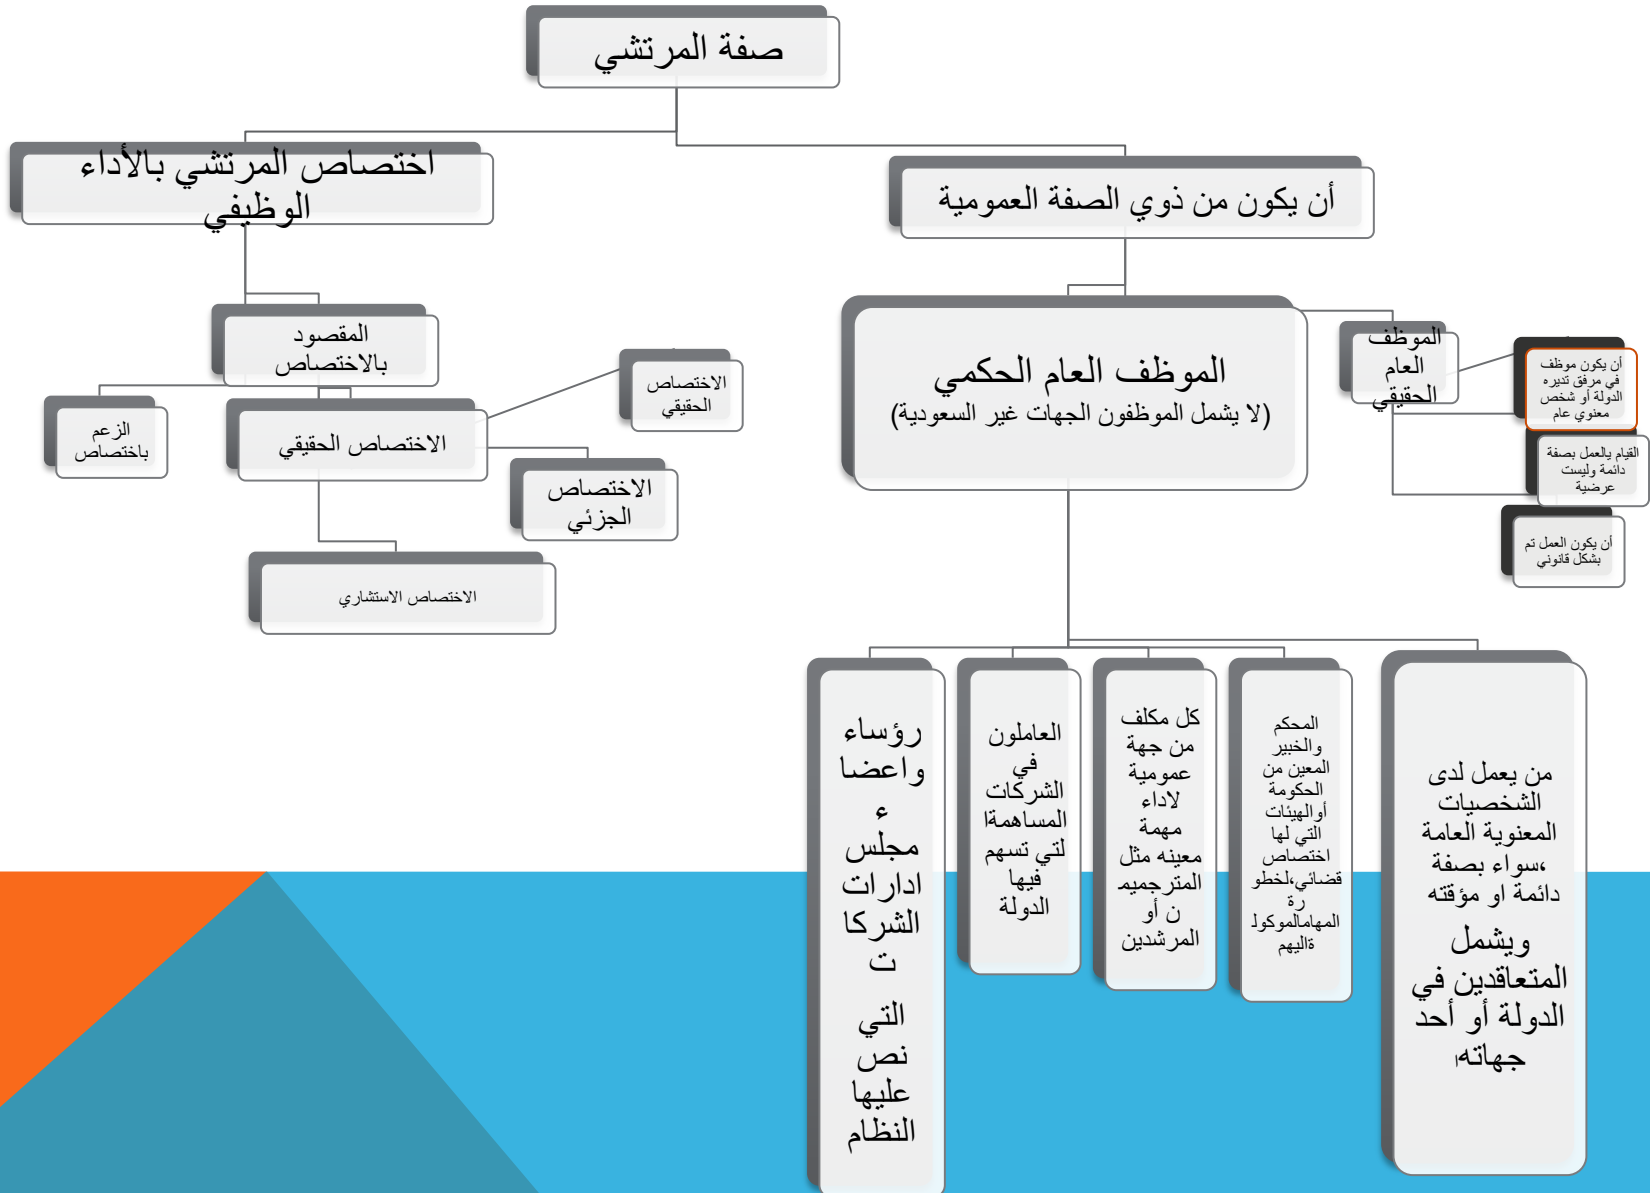 صفة المرتشي
أن يكون من ذوي الصفة العمومية
اختصاص المرتشي بالأداء
الوظيفي
الموظف
العام
الحقيقي
أن يكون موظف
في مرفق تديره
الدولة أو شخص
معنوي عام
القيام يالعمل بصفة
دائمة وليست
عرضية
أن يكون العمل تم
بشكل قانوني
الموظف العام الحكمي
(لا يشمل الموظفون الجهات غير السعودية)
من يعمل لدى
الشخصيات
المعنوية العامة
،سواء بصفة
دائمة او مؤقته
ويشمل
المتعاقدين في
الدولة أو أحد
جهاتها
المحكم
والخبير
المعين من
الحكومة
أوالهيئات
التي لها
اختصاص
قضائي،لخطو
رة
المهامالموكول
ةاليهم
كل مكلف
من جهة
عمومية
لاداء
مهمة
معينه مثل
المترجميم
ن أو
المرشدين
العاملون
في
الشركات
المساهمةا
لتي تسهم
فيها
الدولة
رؤساء
واعضا
ء
مجلس
ادارات
الشركا
ت
التي
نص
عليها
النظام
المقصود
بالاختصاص
الاختصاص
الحقيقي
الاختصاص الحقيقي
الزعم
باختصاص
الاختصاص
الجزئي
الاختصاص الاستشاري